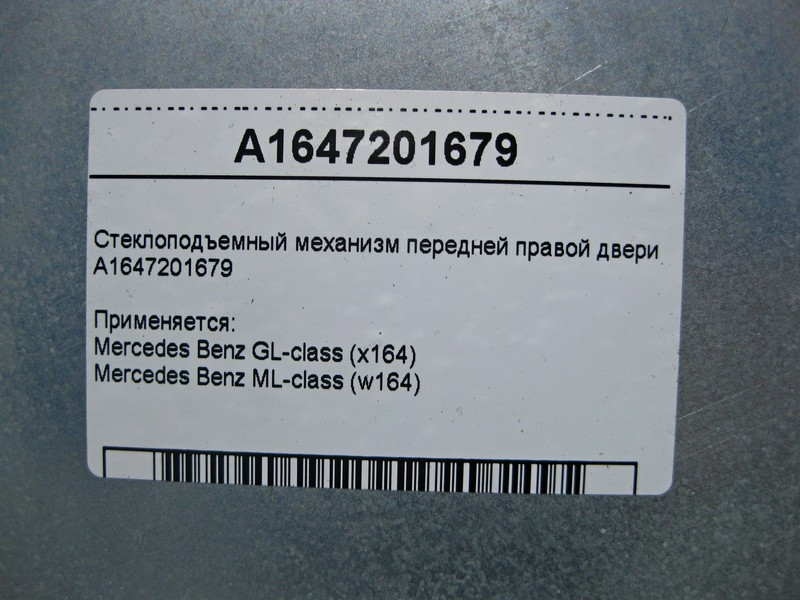 A1647201679
Стеклоподъемный механизм передней правой двери
A1647201679
Применяется:
Mercedes Benz GL-class (x164)
Mercedes Benz ML-class (w164)